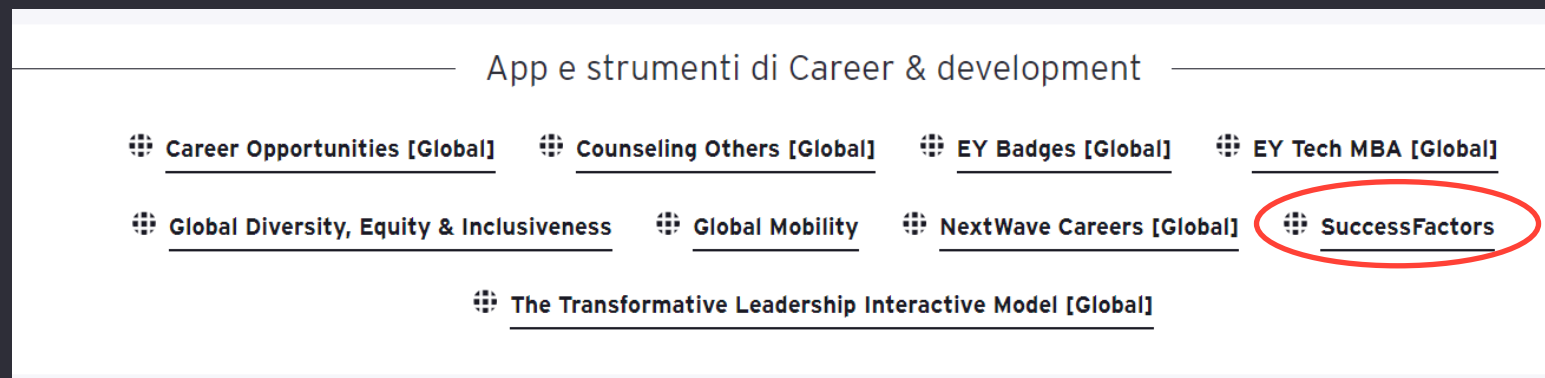 App e strumenti di Career & development
Career Opportunities [Global] Counseling Others [Global] EY Badges [Global] EY Tech MBA [Global]
Global Diversity, Equity & Inclusiveness Global Mobility NextWave Careers [Global] SuccessFactors
The Transformative Leadership Interactive Model [Global]